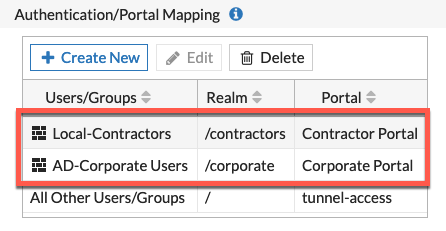 Authentication/Portal Mapping
Create New Edit Delete
Users/Groups Realm Portal
Local-Contractors /contractors Contractor Portal
AD-Corporate Users /corporate Corporate Portal
All Other Users/Groups / tunnel-access